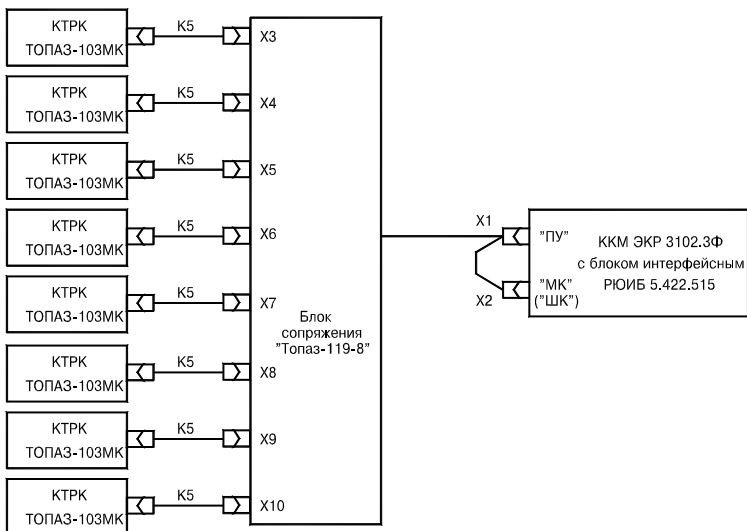 КТРК
ТОПАЗ-103МК
K5
X3
КТРК
ТОПАЗ-103МК
K5
X4
КТРК
ТОПАЗ-103МК
K5
X5
КТРК
ТОПАЗ-103МК
K5
X6
КТРК
ТОПАЗ-103МК
K5
X7
КТРК
ТОПАЗ-103МК
K5
X8
КТРК
ТОПАЗ-103МК
K5
X9
КТРК
ТОПАЗ-103МК
K5
X10
Блок
сопряжения
"Топаз-119-8"
X1
X2
"ПУ"
"МК"
("ШК")
ККМ ЭКР 3102.3Ф
с блоком интерфейсным
РЮИБ 5.422.515